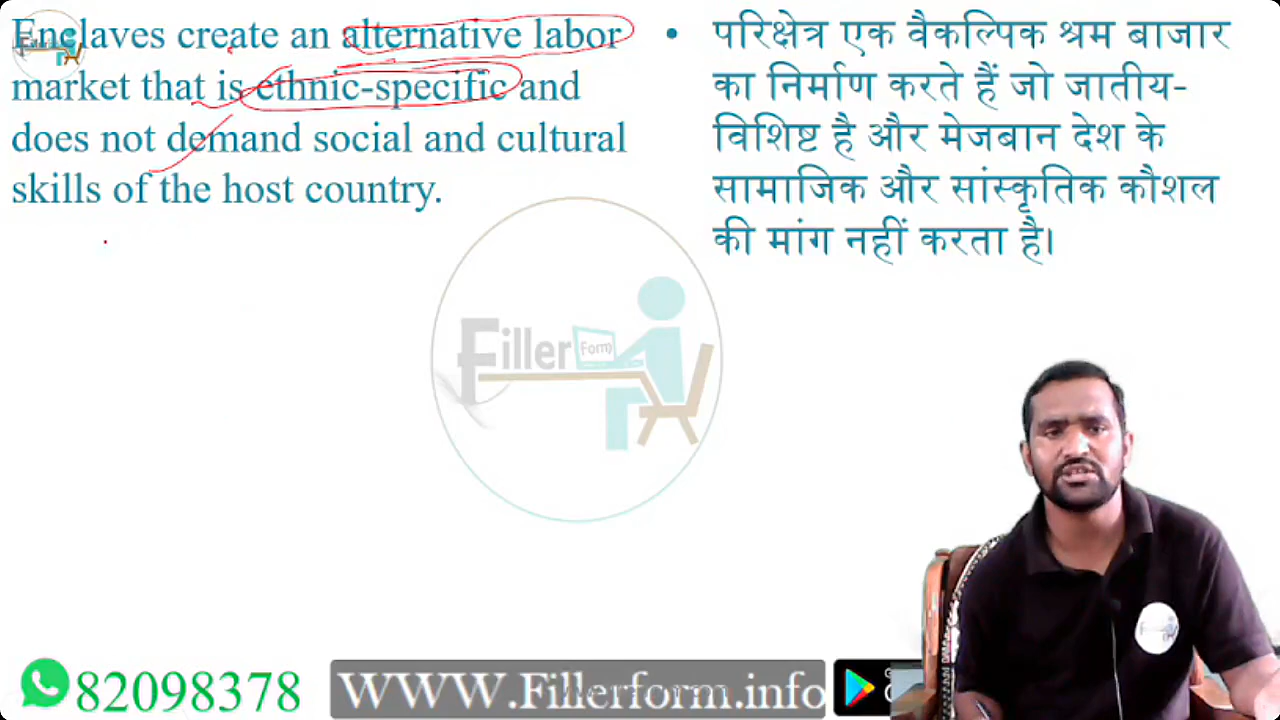 Enclaves create an alternative labor
market that is ethnic-specific and
does not demand social and cultural
skills of the host country.
• परिक्षेत्र एक वैकल्पिक श्रम बाजार
का निर्माण करते हैं जो जातीय-
विशिष्ट है और मेजबान देश के
सामाजिक और सांस्कृतिक कौशल
की मांग नहीं करता है।
Filler Form
82098378
WWW.Fillerform.info